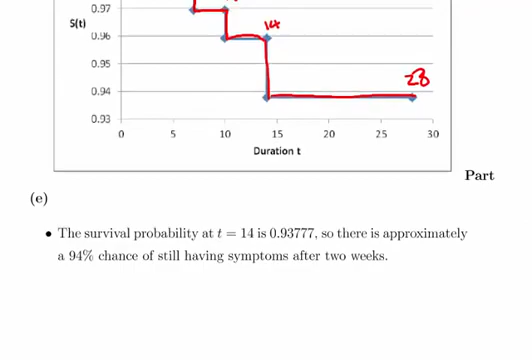 0.97
S(t)
14
0.96
0.95
28
0.94
0.93
0 5 10 15 20 25 30
Duration t
Part
(e)
• The survival probability at t = 14 is 0.93777, so there is approximately
a 94% chance of still having symptoms after two weeks.